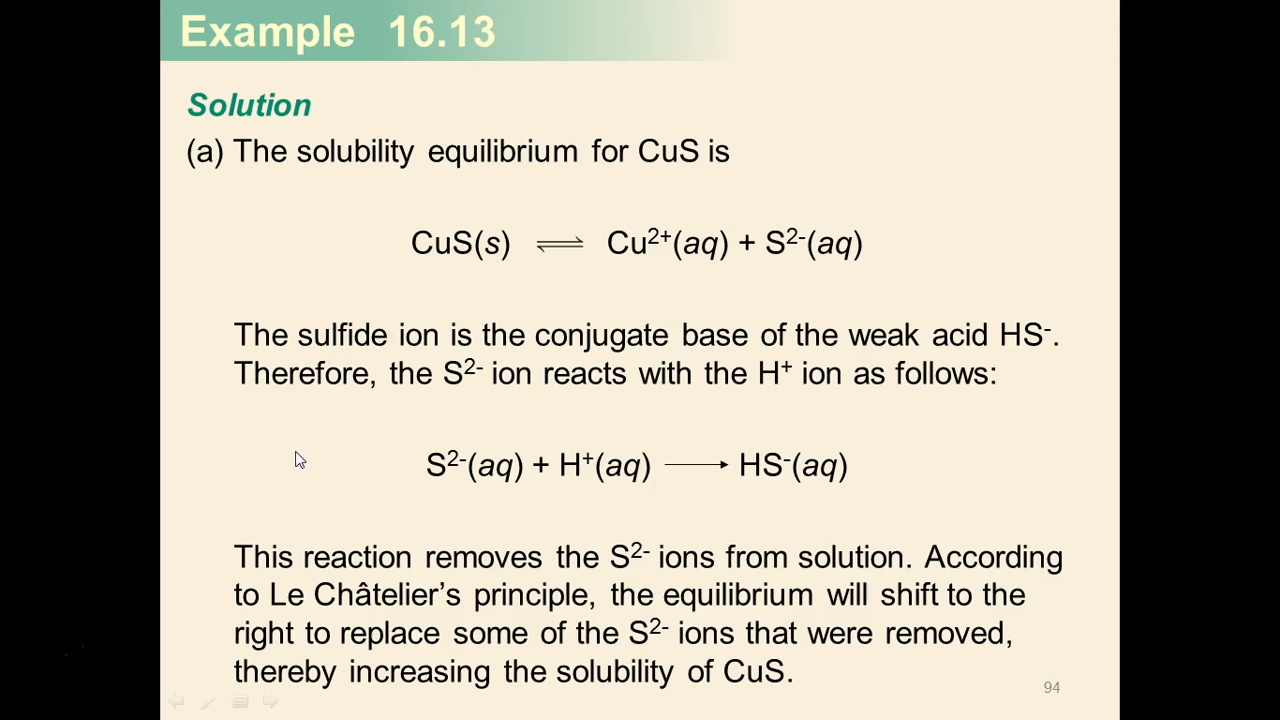 Example 16.13
Solution
(a) The solubility equilibrium for CuS is
CuS(s) ⇌ Cu²⁺(aq) + S²⁻(aq)
The sulfide ion is the conjugate base of the weak acid HS⁻.
Therefore, the S²⁻ ion reacts with the H⁺ ion as follows:
S²⁻(aq) + H⁺(aq) ⟶ HS⁻(aq)
This reaction removes the S²⁻ ions from solution. According
to Le Châtelier’s principle, the equilibrium will shift to the
right to replace some of the S²⁻ ions that were removed,
thereby increasing the solubility of CuS.
94